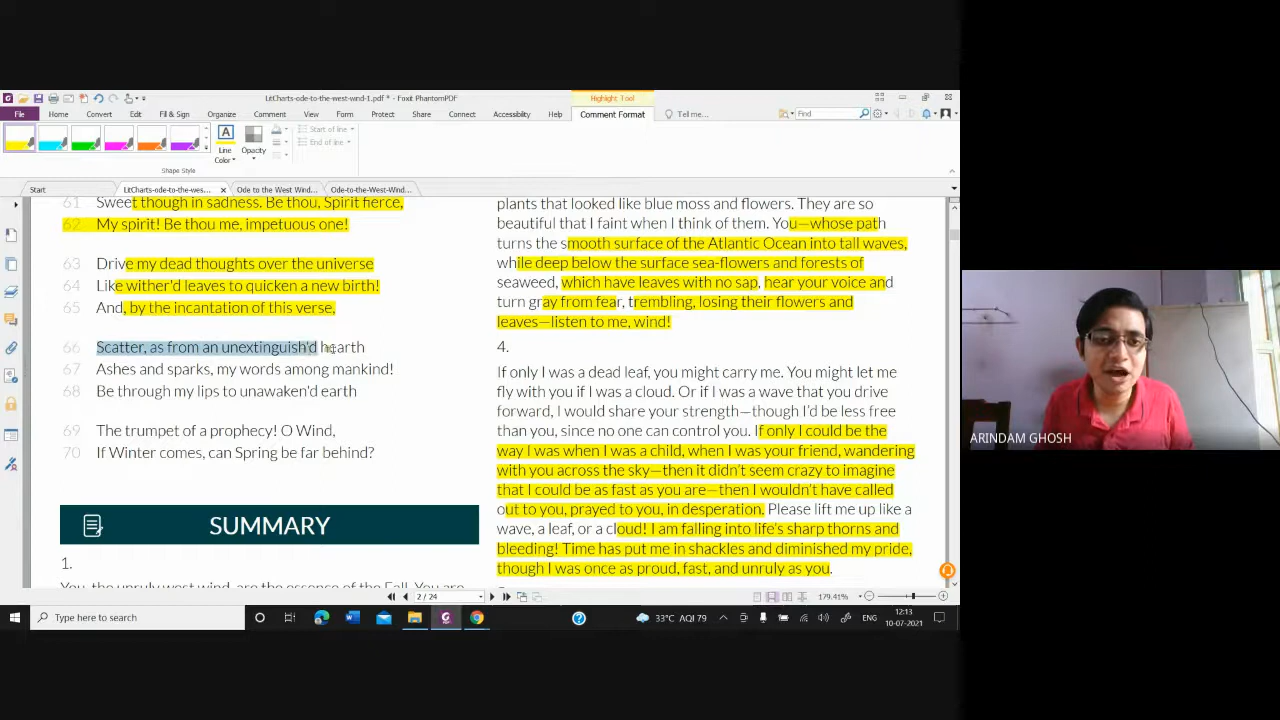 LitCharts-ode-to-the-west-wind-1.pdf * - Foxit PhantomPDF
Highlight Tool
File Home Convert Edit Fill & Sign Organize Comment View Form Protect Share Connect Accessibility Help Comment Format Tell me... Find
Line Color
Opacity
Start of line
End of line
Shape Style
Start
LitCharts-ode-to-the-wes...
Ode to the West Wind...
Ode-to-the-West-Wind...
61 Sweet though in sadness. Be thou, Spirit fierce,
62 My spirit! Be thou me, impetuous one!
63 Drive my dead thoughts over the universe
64 Like wither'd leaves to quicken a new birth!
65 And, by the incantation of this verse,
66 Scatter, as from an unextinguish'd hearth
67 Ashes and sparks, my words among mankind!
68 Be through my lips to unawaken'd earth
69 The trumpet of a prophecy! O Wind,
70 If Winter comes, can Spring be far behind?
SUMMARY
1.
You, the unruly west wind, are the essence of the Fall. You are
plants that looked like blue moss and flowers. They are so
beautiful that I faint when I think of them. You—whose path
turns the smooth surface of the Atlantic Ocean into tall waves,
while deep below the surface sea-flowers and forests of
seaweed, which have leaves with no sap, hear your voice and
turn gray from fear, trembling, losing their flowers and
leaves—listen to me, wind!
4.
If only I was a dead leaf, you might carry me. You might let me
fly with you if I was a cloud. Or if I was a wave that you drive
forward, I would share your strength—though I'd be less free
than you, since no one can control you. If only I could be the
way I was when I was a child, when I was your friend, wandering
with you across the sky—then it didn't seem crazy to imagine
that I could be as fast as you are—then I wouldn't have called
out to you, prayed to you, in desperation. Please lift me up like a
wave, a leaf, or a cloud! I am falling into life's sharp thorns and
bleeding! Time has put me in shackles and diminished my pride,
though I was once as proud, fast, and unruly as you.
2 / 24
179.41%
Type here to search
33°C AQI 79
ENG
12:13
10-07-2021
ARINDAM GHOSH